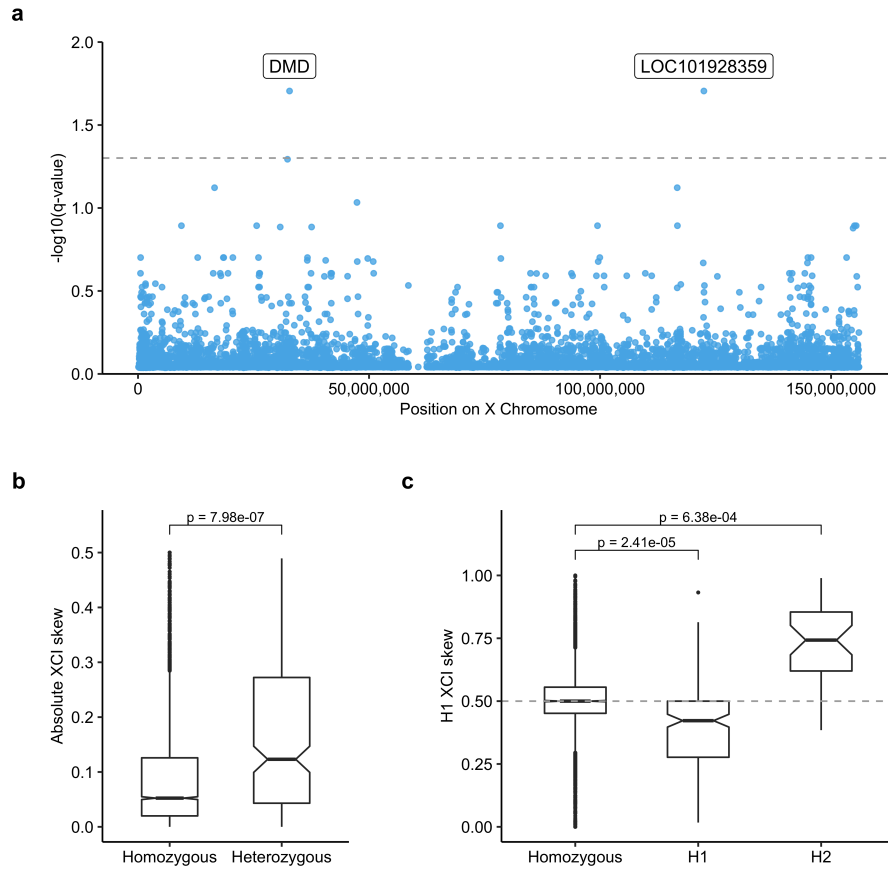 a
2.0
DMD
LOC101928359
1.5
-log10(q-value)
1.0
0.5
0.0
0
50,000,000
100,000,000
150,000,000
Position on X Chromosome
b
p = 7.98e-07
0.5
0.4
0.3
Absolute XCI skew
0.2
0.1
0.0
Homozygous
Heterozygous
c
p = 6.38e-04
p = 2.41e-05
1.00
0.75
H1 XCI skew
0.50
0.25
0.00
Homozygous
H1
H2